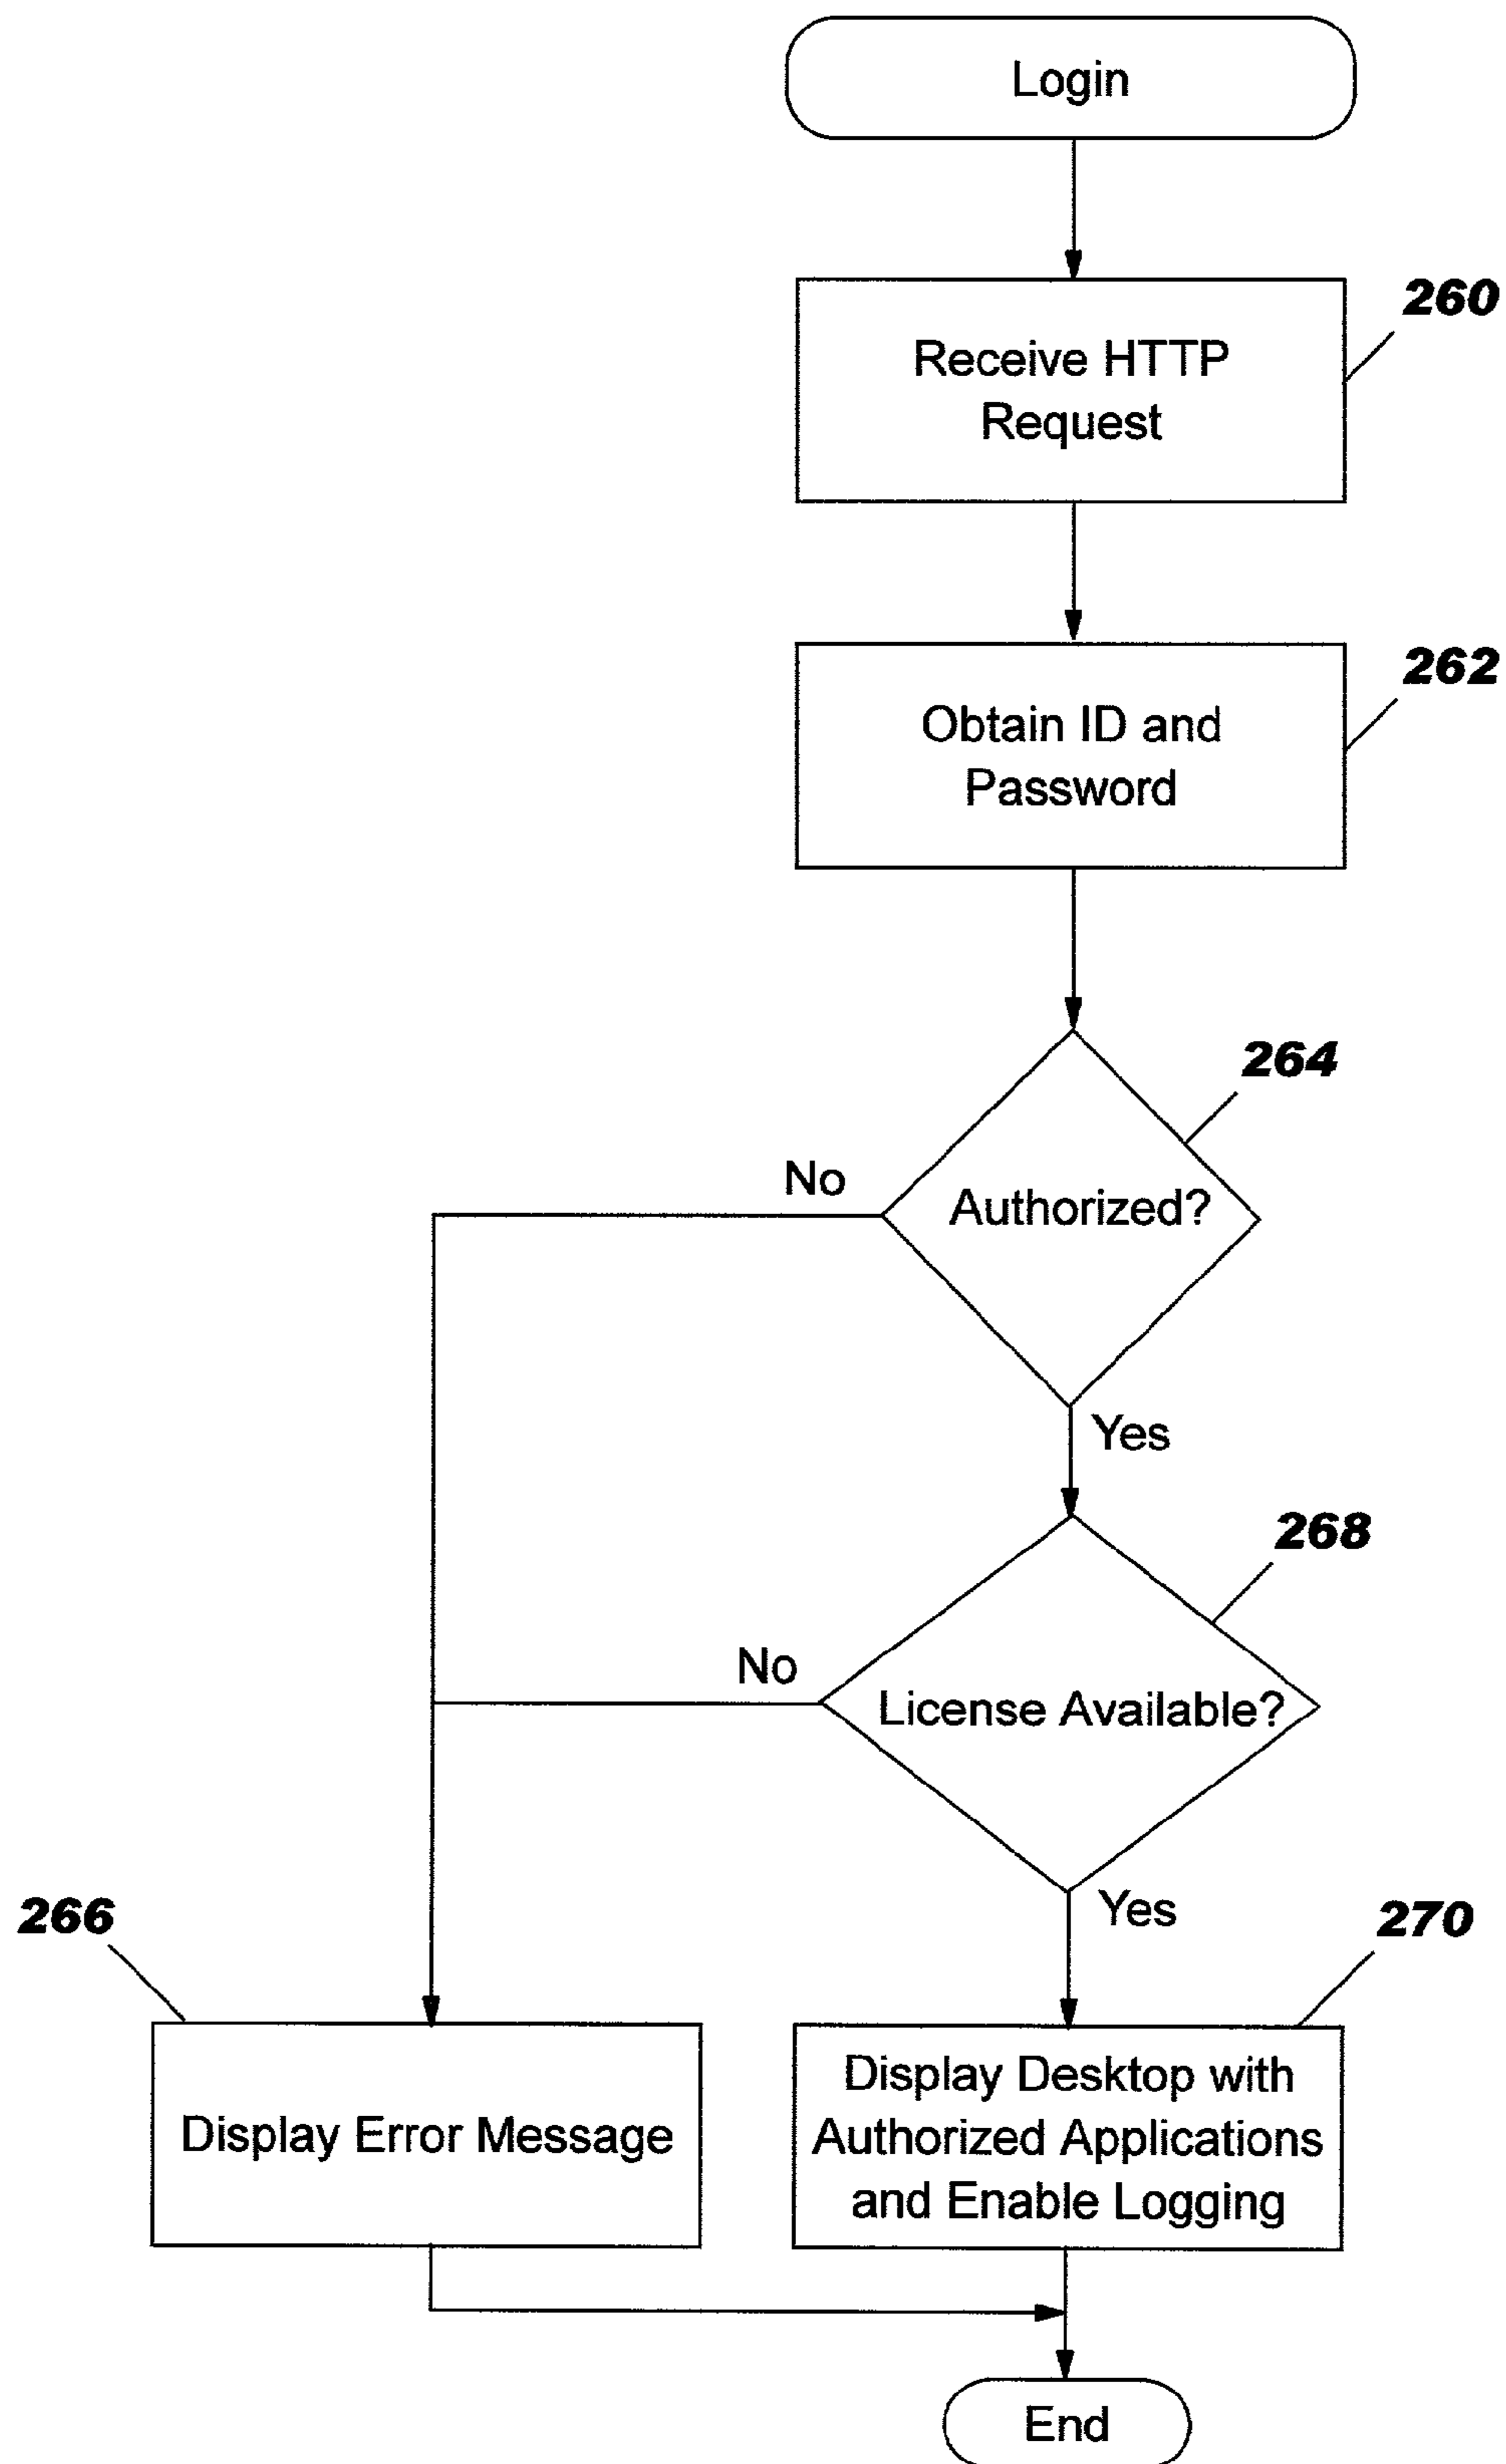 Login
260
Receive HTTP
Request
262
Obtain ID and
Password
264
No
Authorized?
Yes
268
No
License Available?
Yes
266
270
Display Error Message
Display Desktop with
Authorized Applications
and Enable Logging
End